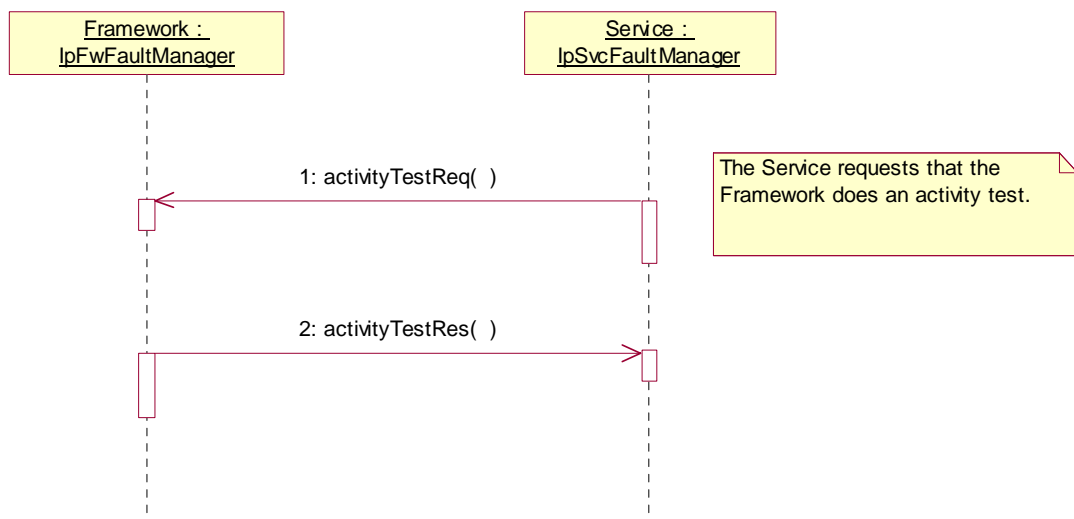 Framework :
IpFwFaultManager
Service :
IpSvcFaultManager
1: activityTestReq( )
The Service requests that the
Framework does an activity test.
2: activityTestRes( )